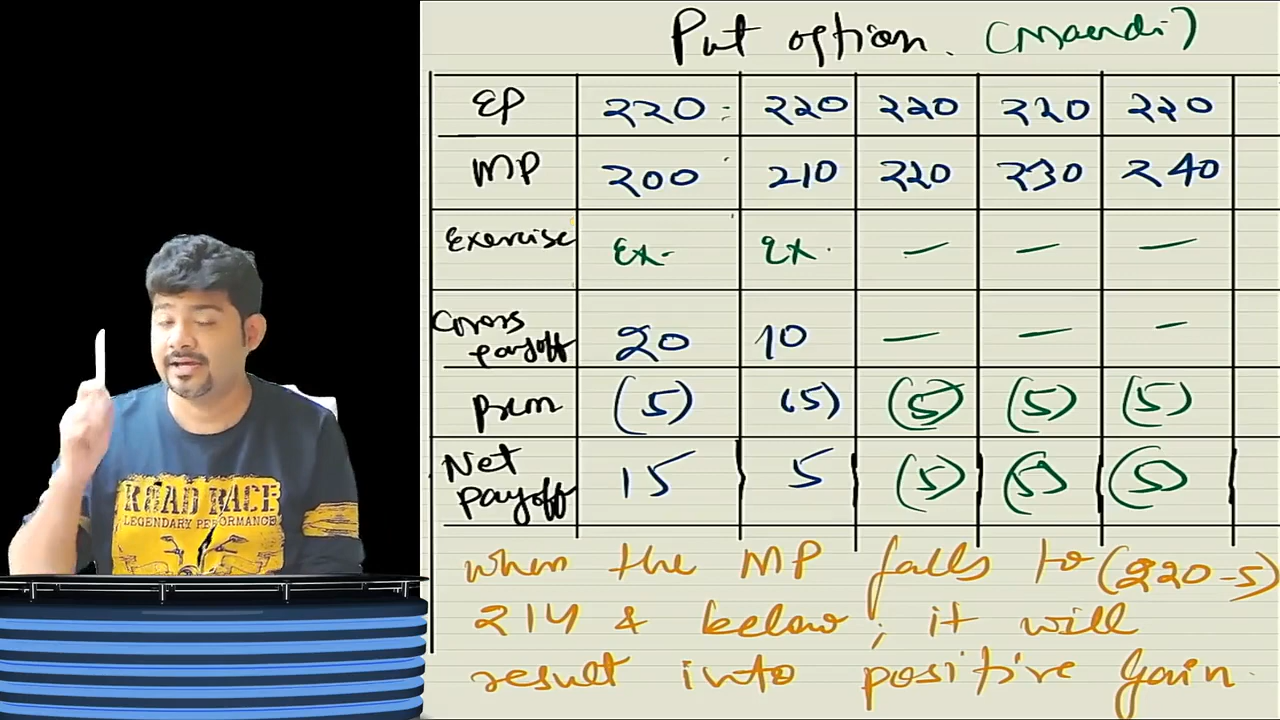 Put option. (Mandi)
EP 220 220 220 220 220
MP 200 210 220 230 240
Exercise Ex. Ex. — — —
Gross payoff 20 10 — — —
Prem (5) (5) (5) (5) (5)
Net payoff 15 5 (5) (5) (5)
when the MP falls to (220-5)
214 & below, it will
result into positive gain.
ROAD RACE
LEGENDARY PERFORMANCE